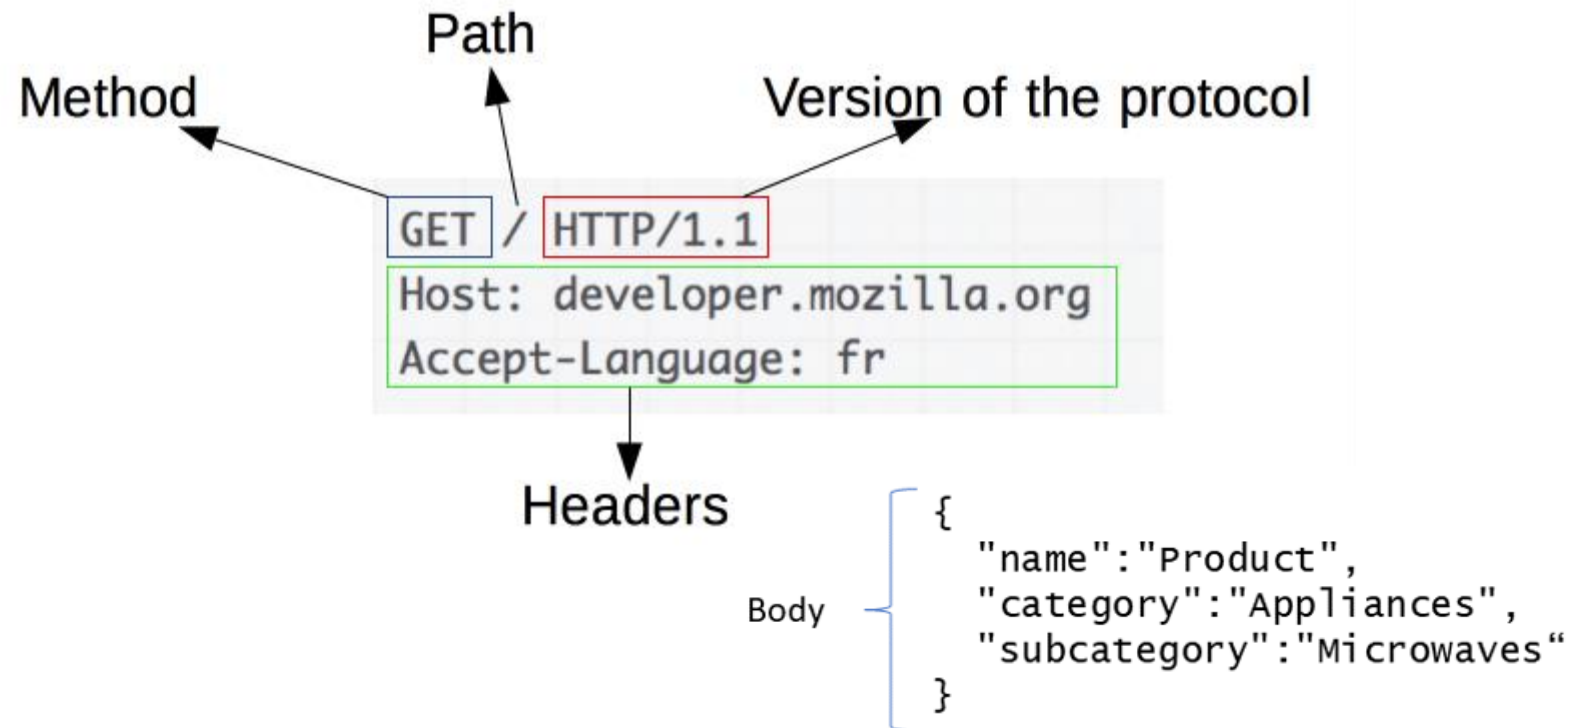 Path
Method
Version of the protocol
GET / HTTP/1.1
Host: developer.mozilla.org
Accept-Language: fr
Headers
Body
{
"name":"Product",
"category":"Appliances",
"subcategory":"Microwaves“
}